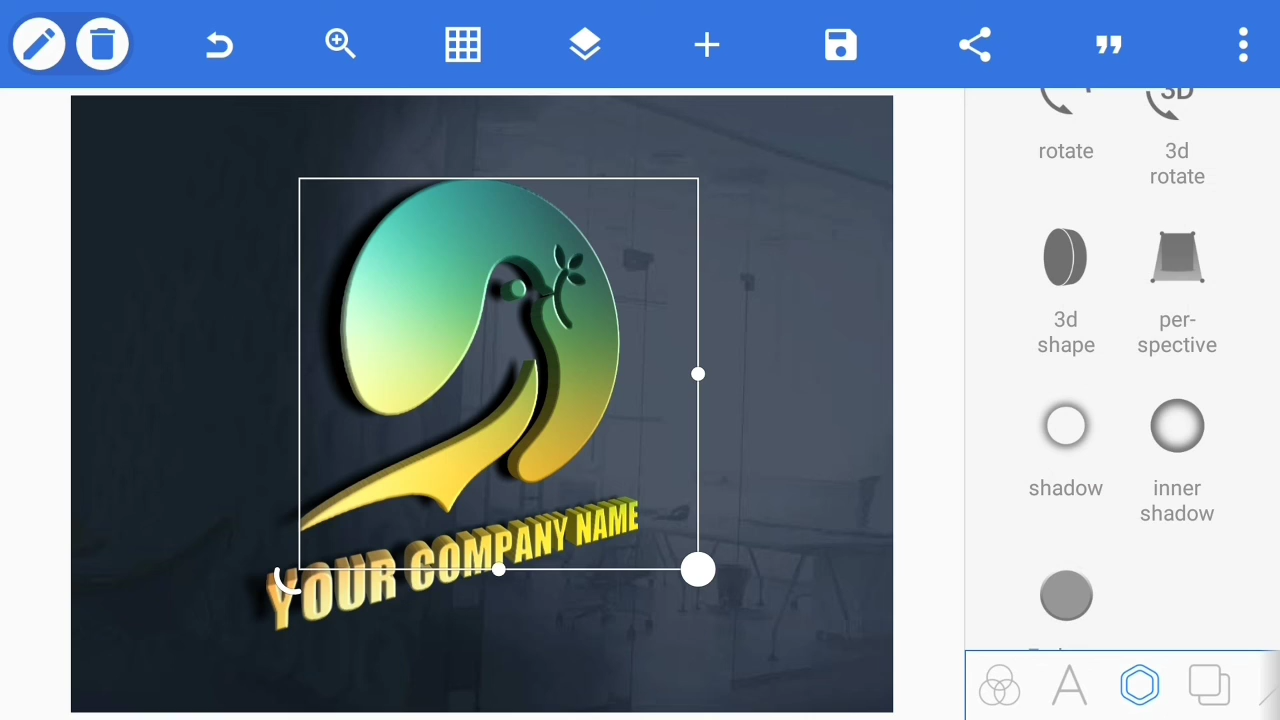 3D
rotate
3d
rotate
3d
shape
per-
spective
shadow
inner
shadow
YOUR COMPANY NAME